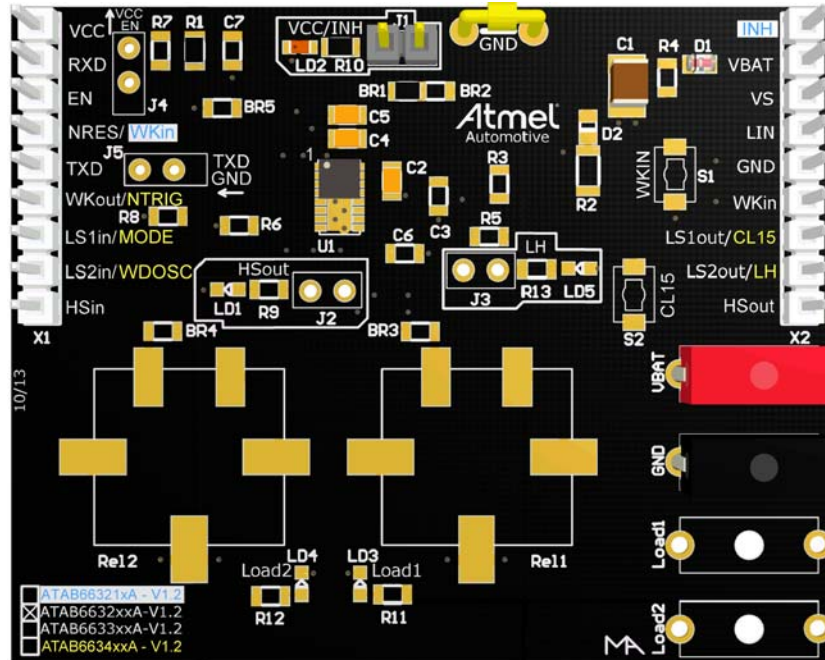 VCC
RXD
EN
NRES/ WKin
TXD
WKout/NTRIG
LS1in/MODE
LS2in/WDOSC
HSin
X1
VCC
EN
J4
R7
R1
C7
BR5
J5
TXD
GND
R8
R6
VCC/INH
J1
LD2
R10
GND
BR1
BR2
C5
C4
1
U1
C2
C3
C6
Atmel
Automotive
C1
R4
D1
D2
R2
R3
R5
WKIN
S1
CL15
S2
HSout
LD1
R9
J2
LH
J3
R13
LD5
BR4
BR3
INH
VBAT
VS
LIN
GND
WKin
LS1out/CL15
LS2out/LH
HSout
X2
10/13
VBAT
GND
Load1
Load2
Rel2
Rel1
LD4
Load2
R12
LD3
Load1
R11
ATAB66321xA - V1.2
ATAB6632xxA-V1.2
ATAB6633xxA-V1.2
ATAB6634xxA - V1.2
MA